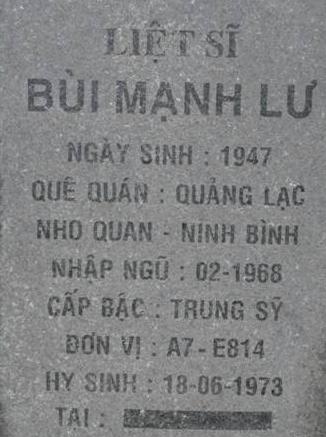 LIỆT SĨ
BÙI MẠNH LƯ
NGÀY SINH : 1947
QUÊ QUÁN : QUẢNG LẠC
NHO QUAN - NINH BÌNH
NHẬP NGŨ : 02-1968
CẤP BẬC : TRUNG SỸ
ĐƠN VỊ : A7 - E814
HY SINH : 18-06-1973
TẠI :